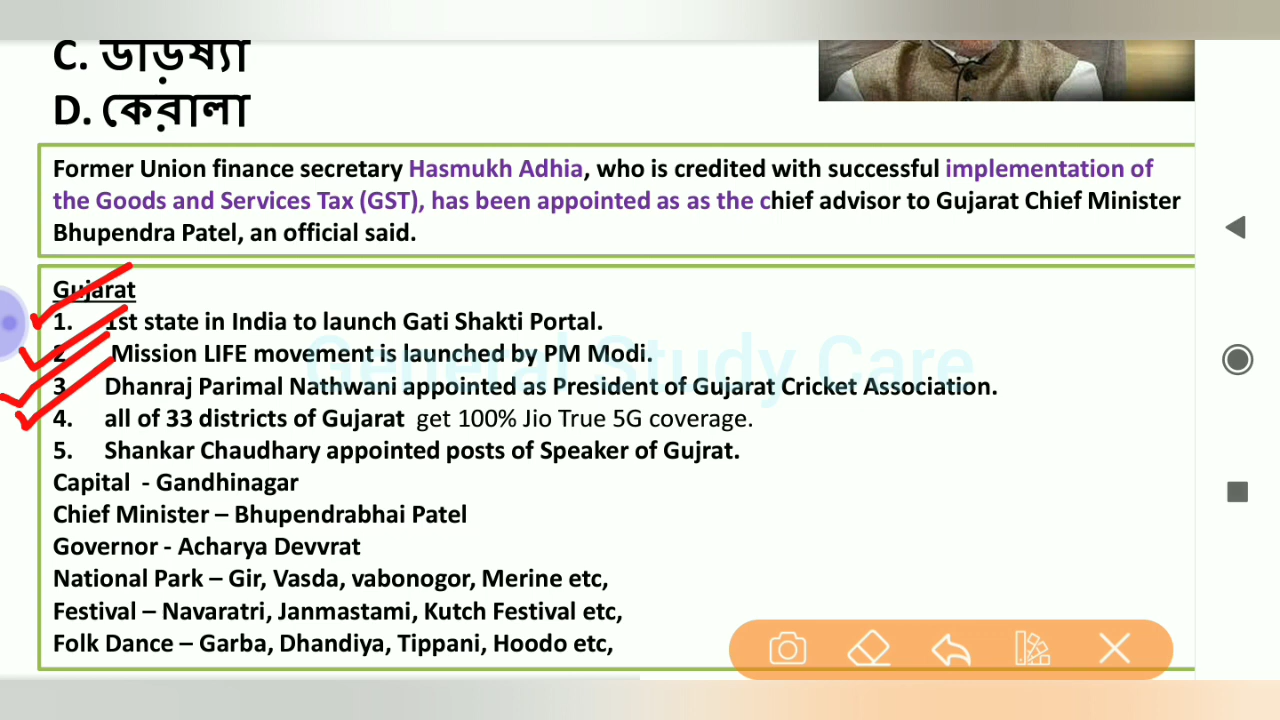 C. উড়িষ্যা
D. কেরালা
Former Union finance secretary Hasmukh Adhia, who is credited with successful implementation of
the Goods and Services Tax (GST), has been appointed as as the chief advisor to Gujarat Chief Minister
Bhupendra Patel, an official said.
Gujarat
1. 1st state in India to launch Gati Shakti Portal.
2. Mission LIFE movement is launched by PM Modi.
3. Dhanraj Parimal Nathwani appointed as President of Gujarat Cricket Association.
4. all of 33 districts of Gujarat get 100% Jio True 5G coverage.
5. Shankar Chaudhary appointed posts of Speaker of Gujrat.
Capital - Gandhinagar
Chief Minister – Bhupendrabhai Patel
Governor - Acharya Devvrat
National Park – Gir, Vasda, vabonogor, Merine etc,
Festival – Navaratri, Janmastami, Kutch Festival etc,
Folk Dance – Garba, Dhandiya, Tippani, Hoodo etc,
General Study Care